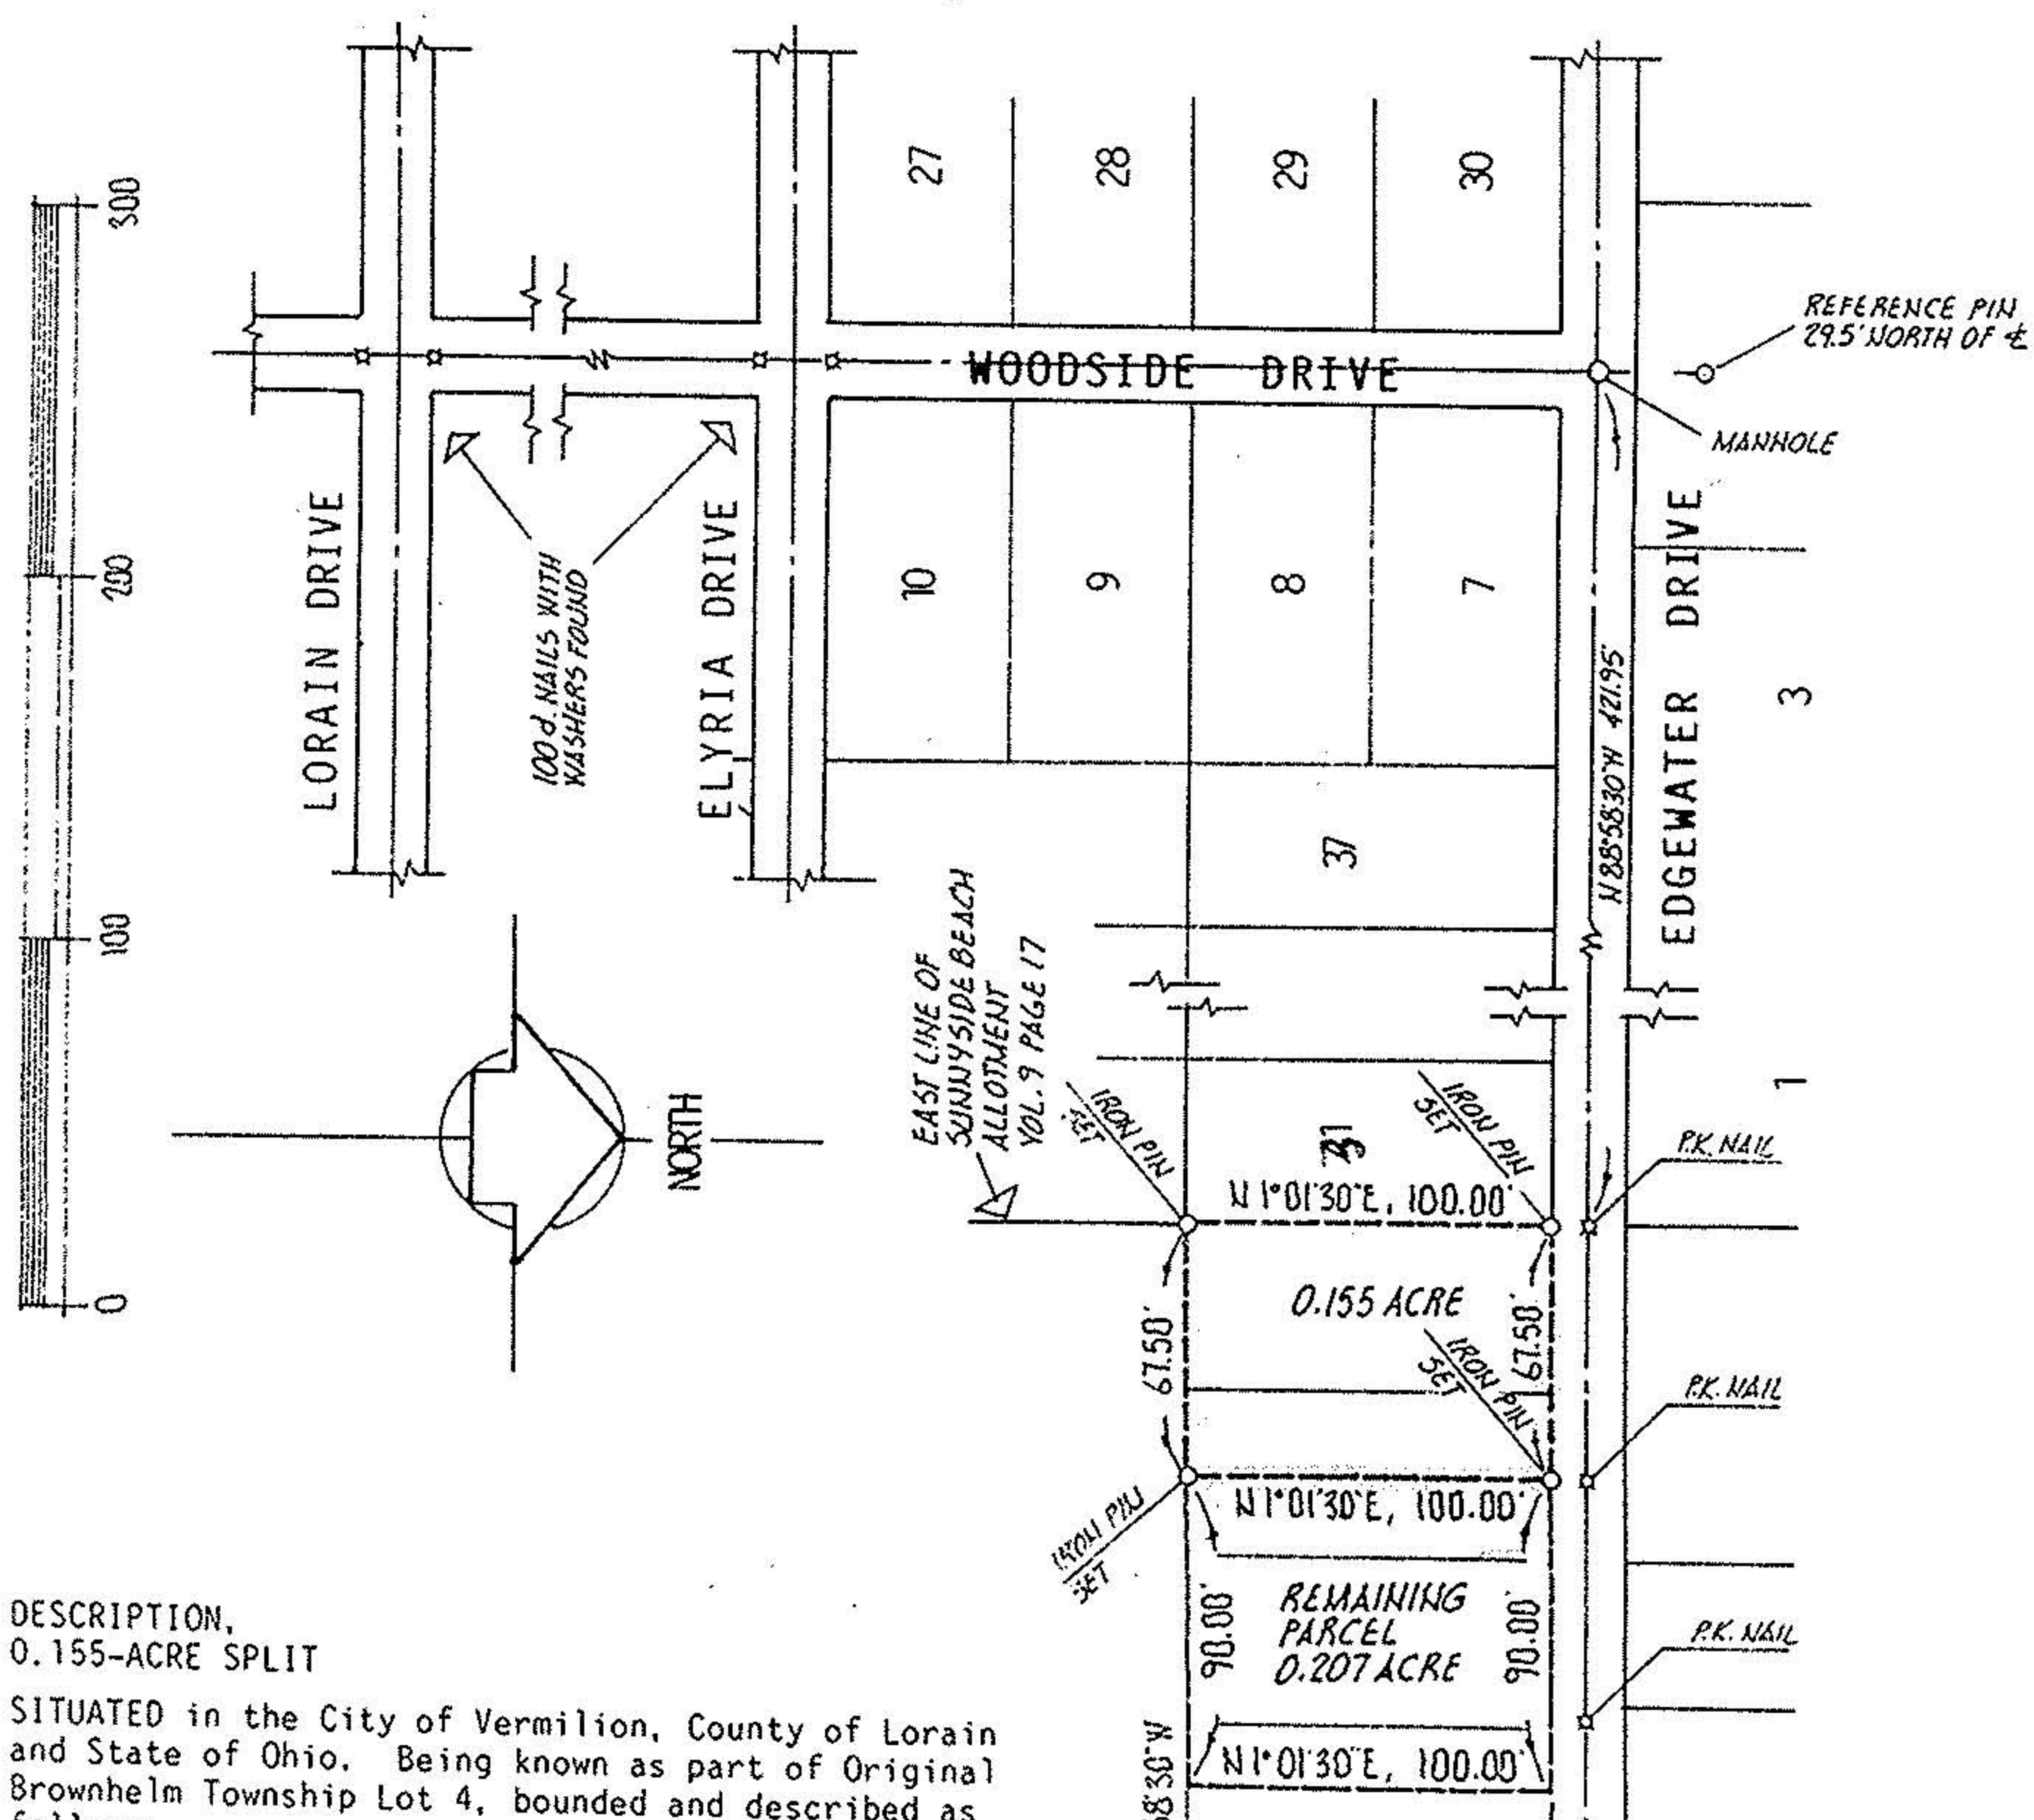 300
200
100
0
27
28
29
30
REFERENCE PIN
29.5' NORTH OF ℄
WOODSIDE DRIVE
MANHOLE
LORAIN DRIVE
100d. NAILS WITH
WASHERS FOUND
ELYRIA DRIVE
10
9
8
7
N 88°58'30"W 421.95'
EDGEWATER DRIVE
3
37
EAST LINE OF
SUNNYSIDE BEACH
ALLOTMENT
VOL. 9 PAGE 17
NORTH
IRON PIN
SET
IRON PIN
SET
1
P.K. NAIL
N 1°01'30"E, 100.00'
0.155 ACRE
67.50'
67.50'
IRON PIN
SET
P.K. NAIL
IRON PIN
SET
N 1°01'30"E, 100.00'
90.00'
REMAINING
PARCEL
0.207 ACRE
90.00'
P.K. NAIL
N 1°01'30"E, 100.00'
58'30"W
DESCRIPTION,
0.155-ACRE SPLIT
SITUATED in the City of Vermilion, County of Lorain
and State of Ohio. Being known as part of Original
Brownhelm Township Lot 4, bounded and described as